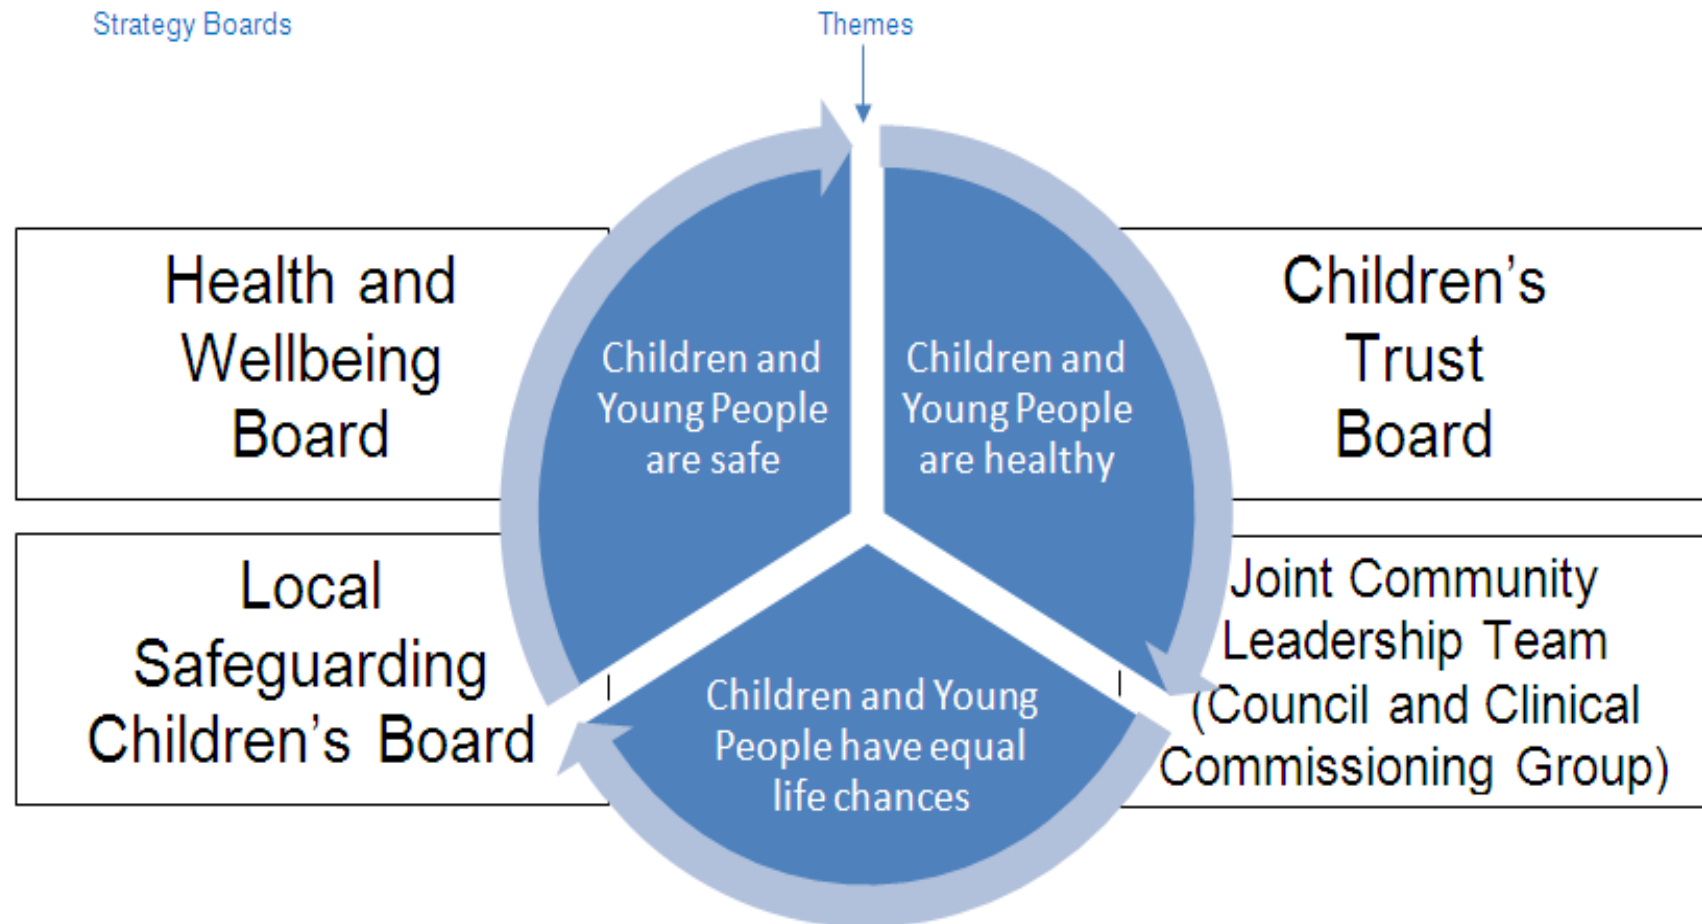 Strategy Boards
Themes
Health and
Wellbeing
Board
Children and
Young People
are safe
Children and
Young People
are healthy
Children’s
Trust
Board
Local
Safeguarding
Children’s Board
Children and Young
People have equal
life chances
Joint Community
Leadership Team
(Council and Clinical
Commissioning Group)